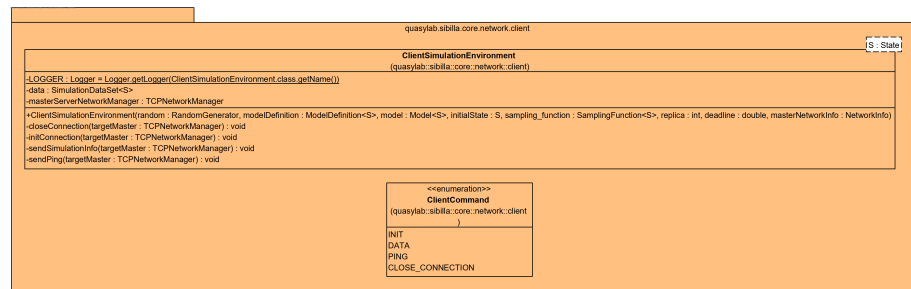 quasylab.sibilla.core.network.client
S : State
ClientSimulationEnvironment
(quasylab::sibilla::core::network::client)
-LOGGER : Logger = Logger.getLogger(ClientSimulationEnvironment.class.getName())
-data : SimulationDataSet<S>
-masterServerNetworkManager : TCPNetworkManager
+ClientSimulationEnvironment(random : RandomGenerator, modelDefinition : ModelDefinition<S>, model : Model<S>, initialState : S, sampling_function : SamplingFunction<S>, replica : int, deadline : double, masterNetworkInfo : NetworkInfo)
-closeConnection(targetMaster : TCPNetworkManager) : void
-initConnection(targetMaster : TCPNetworkManager) : void
-sendSimulationInfo(targetMaster : TCPNetworkManager) : void
-sendPing(targetMaster : TCPNetworkManager) : void
<<enumeration>>
ClientCommand
(quasylab::sibilla::core::network::client
)
INIT
DATA
PING
CLOSE_CONNECTION